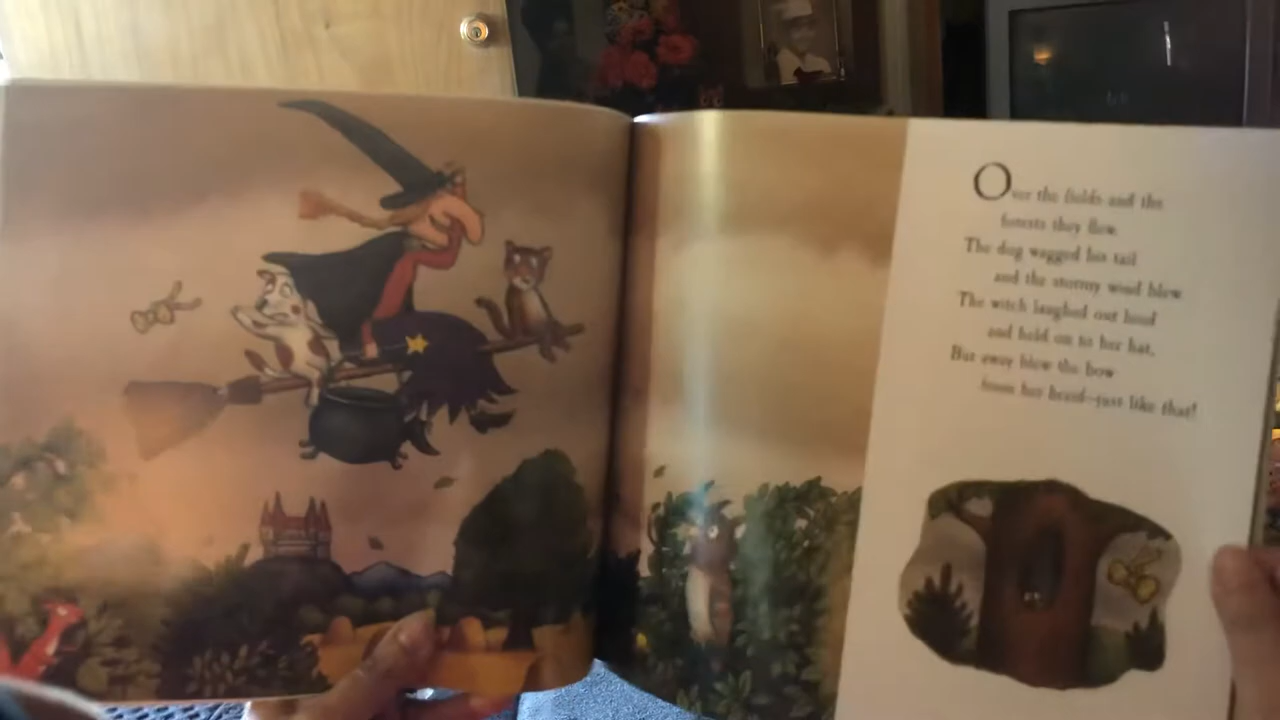 Over the fields and the
forests they flew.
The dog wagged his tail
and the stormy wind blew.
The witch laughed out loud
and held on to her hat,
But away blew the bow
from her braid—just like that!